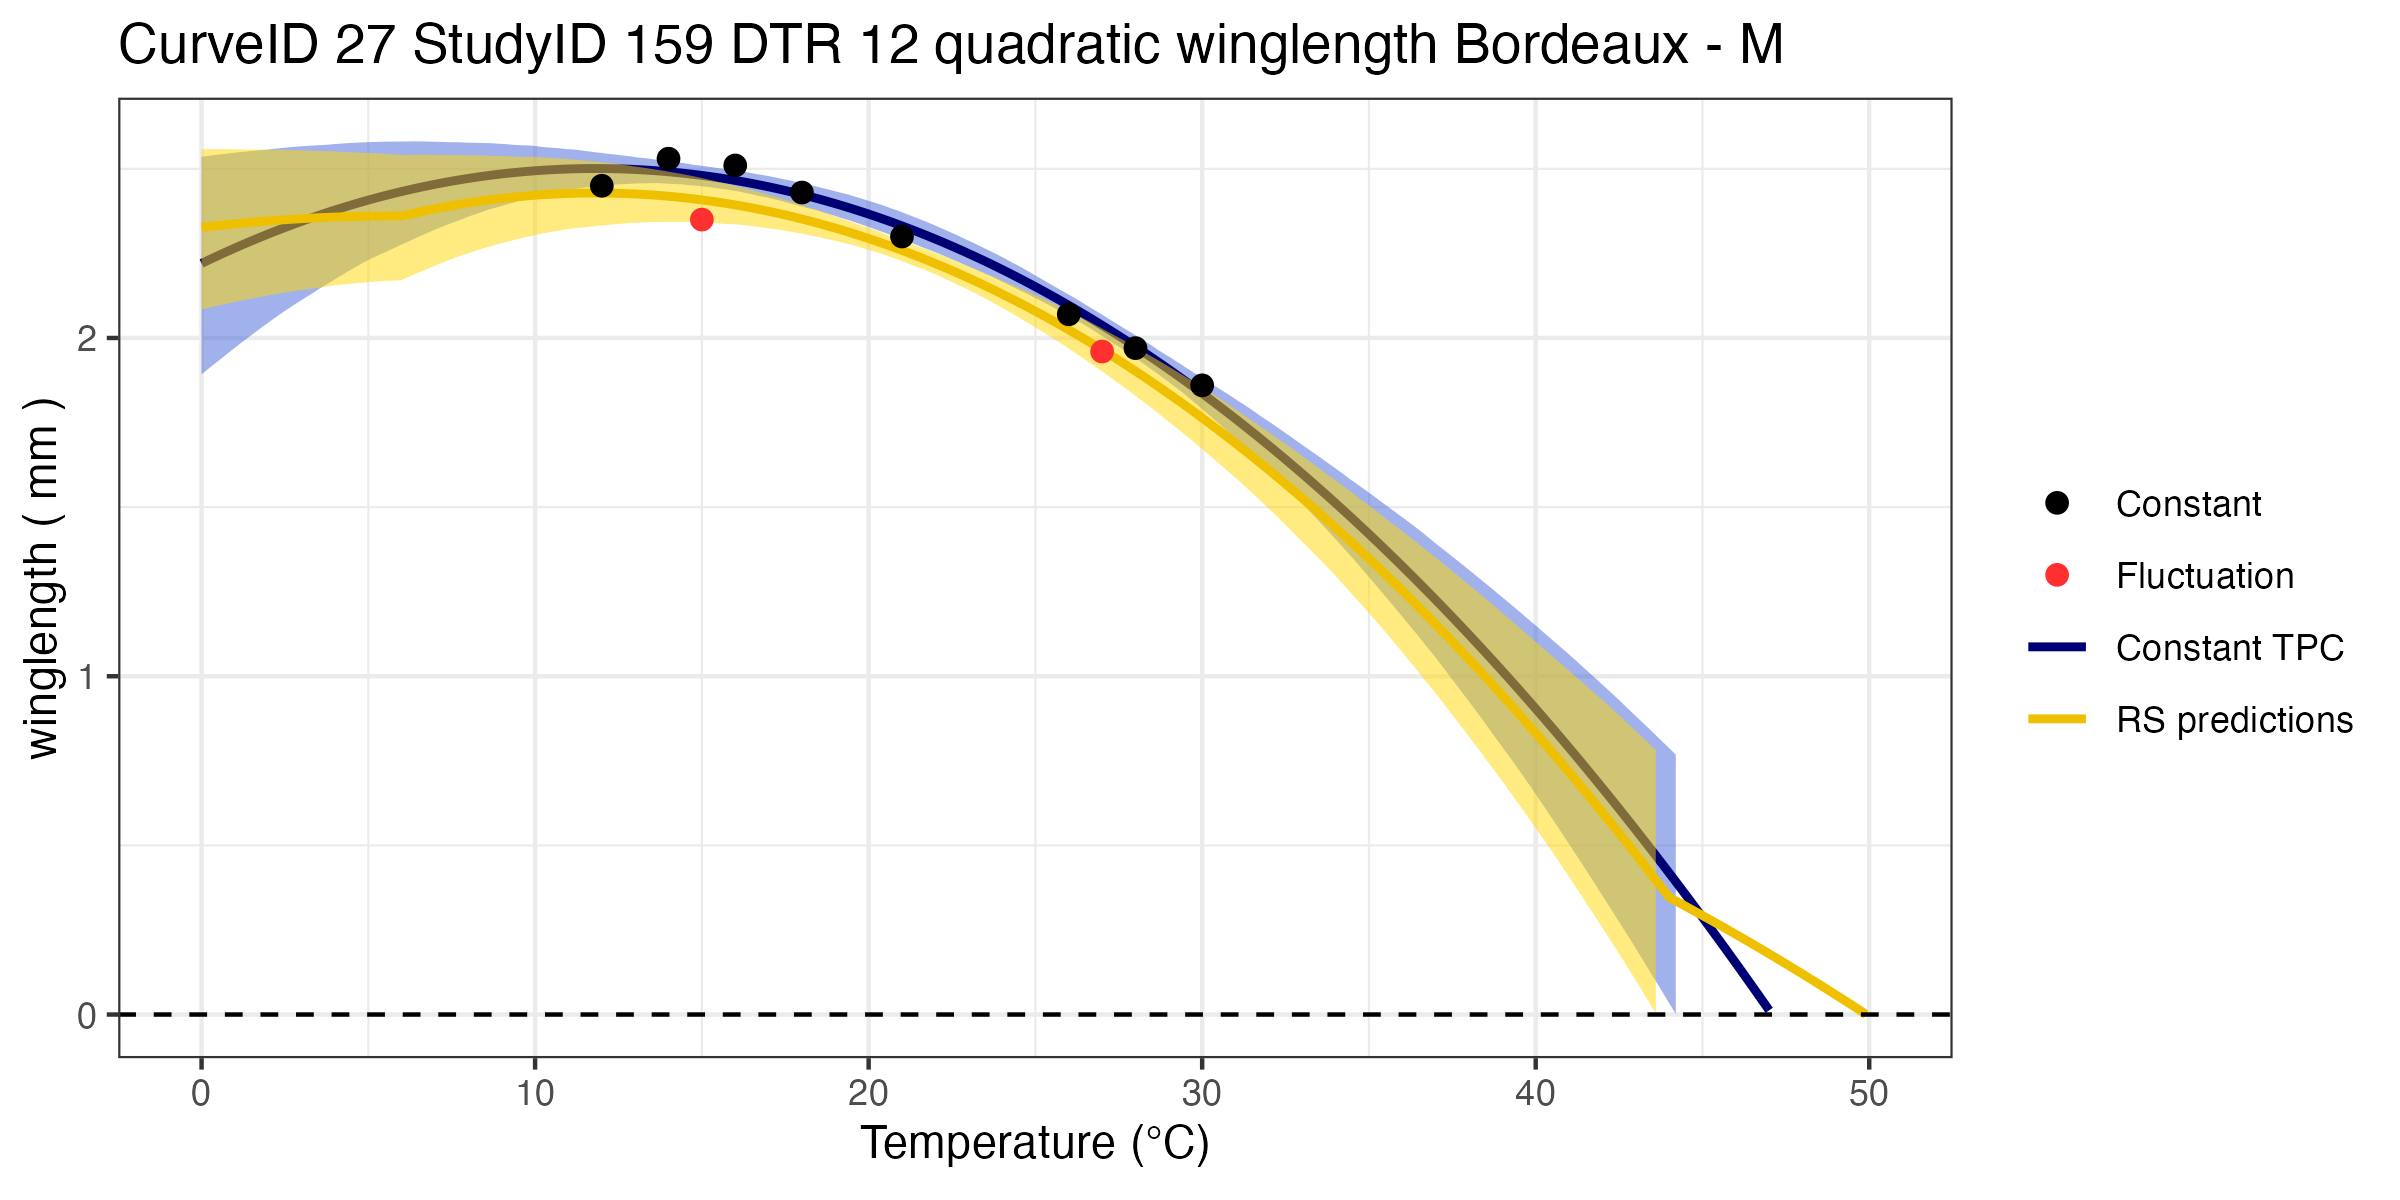 CurveID 27 StudyID 159 DTR 12 quadratic winglength Bordeaux - M
winglength ( mm )
2
1
0
0 10 20 30 40 50
Temperature (°C)
Constant
Fluctuation
Constant TPC
RS predictions